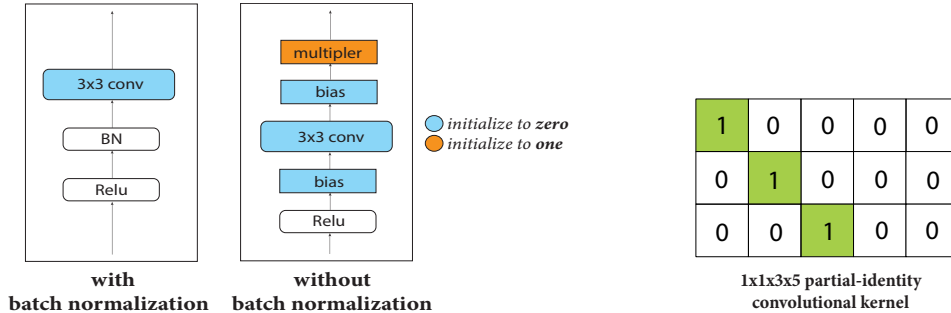 3x3 conv
BN
Relu
with
batch normalization
multipler
bias
3x3 conv
bias
Relu
without
batch normalization
initialize to zero
initialize to one
1 0 0 0 0
0 1 0 0 0
0 0 1 0 0
1x1x3x5 partial-identity
convolutional kernel